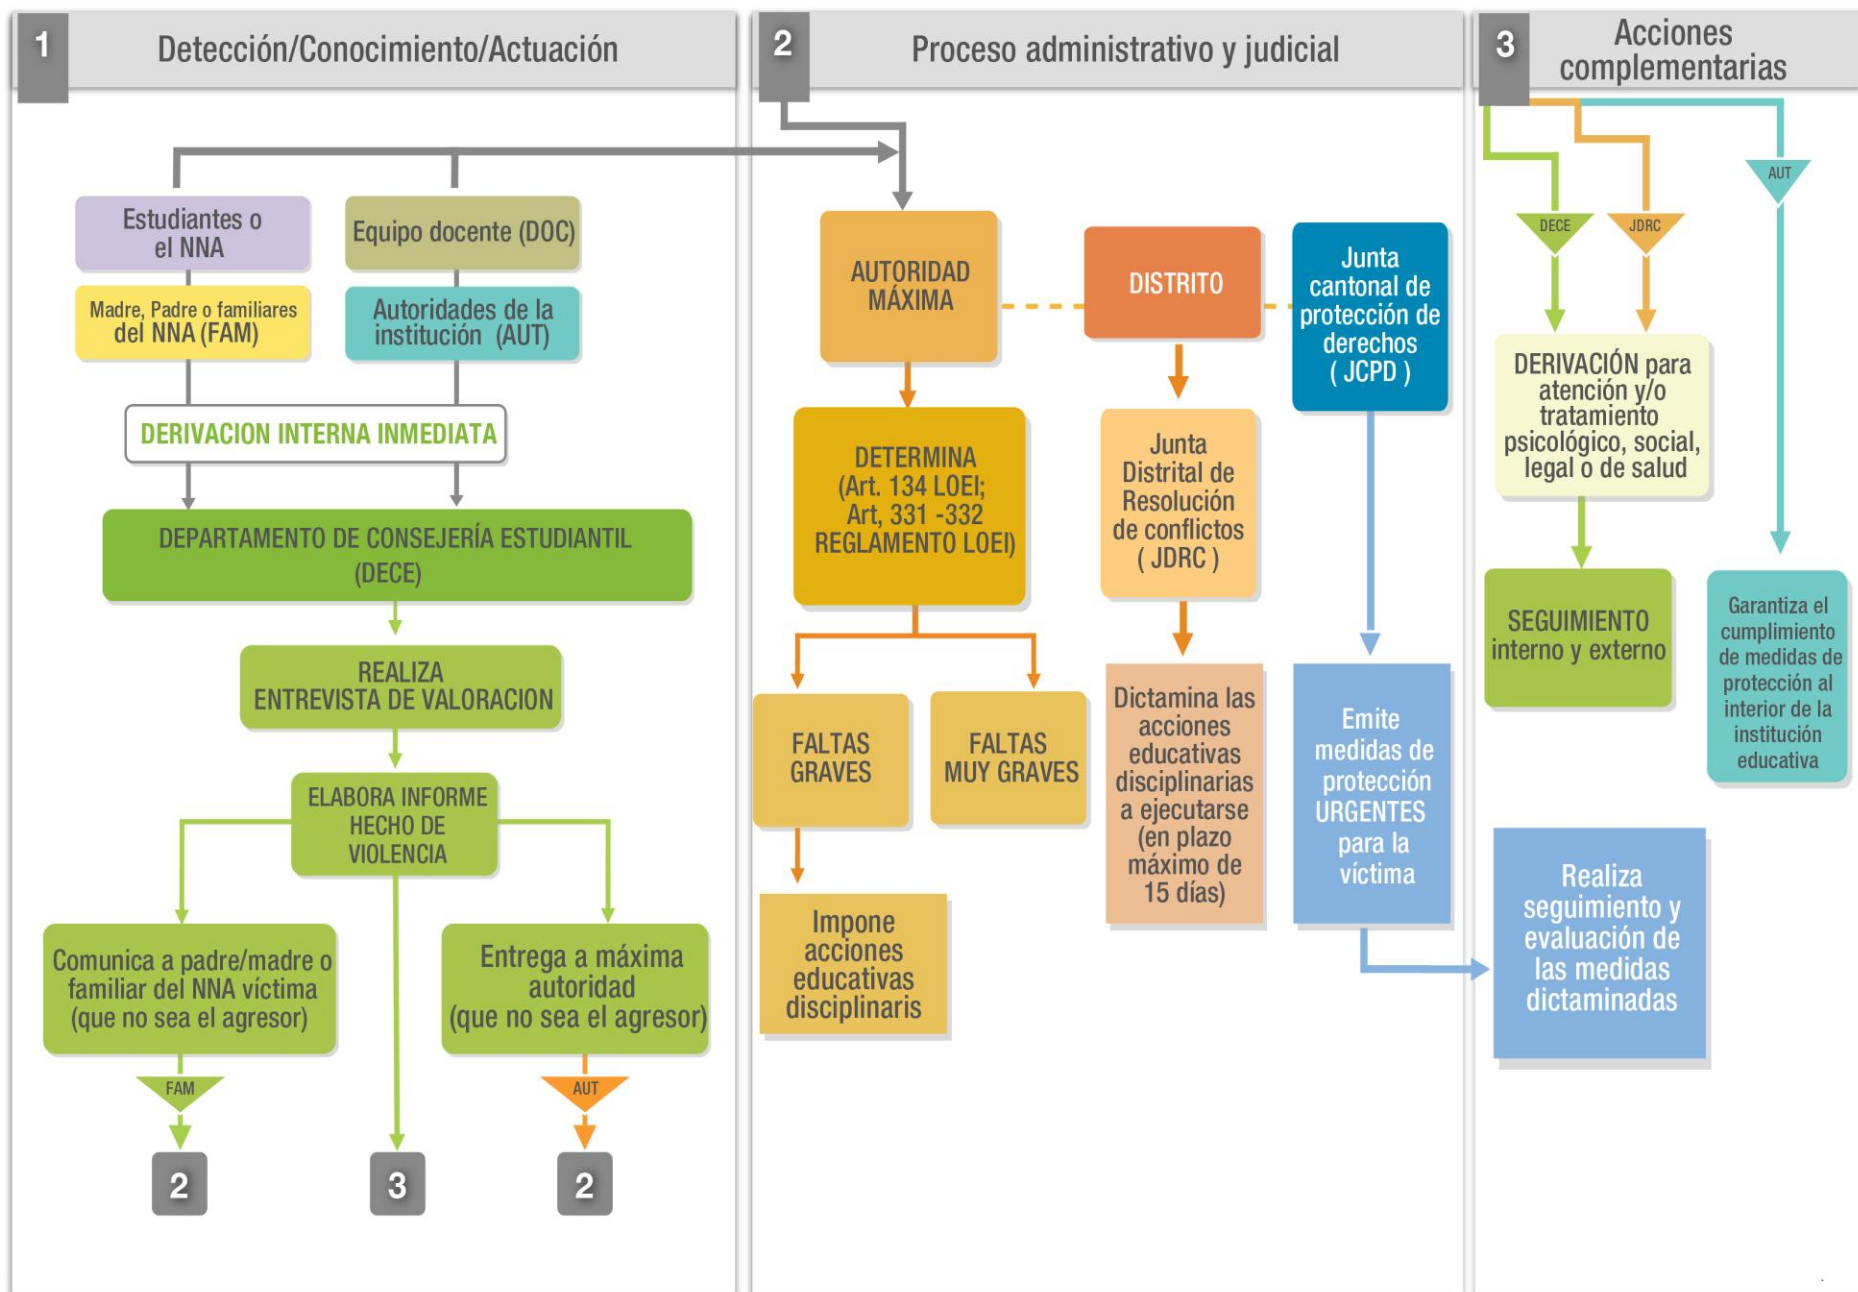 1
Detección/Conocimiento/Actuación
Estudiantes o
el NNA
Equipo docente (DOC)
Madre, Padre o familiares
del NNA (FAM)
Autoridades de la
institución (AUT)
DERIVACION INTERNA INMEDIATA
DEPARTAMENTO DE CONSEJERÍA ESTUDIANTIL
(DECE)
REALIZA
ENTREVISTA DE VALORACION
ELABORA INFORME
HECHO DE
VIOLENCIA
Comunica a padre/madre o
familiar del NNA víctima
(que no sea el agresor)
Entrega a máxima
autoridad
(que no sea el agresor)
FAM
AUT
2
3
2
2
Proceso administrativo y judicial
AUTORIDAD
MÁXIMA
DISTRITO
Junta
cantonal de
protección de
derechos
( JCPD )
DETERMINA
(Art. 134 LOEI;
Art, 331 -332
REGLAMENTO LOEI)
Junta
Distrital de
Resolución
de conflictos
( JDRC )
FALTAS
GRAVES
FALTAS
MUY GRAVES
Dictamina las
acciones
educativas
disciplinarias
a ejecutarse
(en plazo
máximo de
15 días)
Emite
medidas de
protección
URGENTES
para la
víctima
Impone
acciones
educativas
disciplinaris
3
Acciones
complementarias
DECE
JDRC
AUT
DERIVACIÓN para
atención y/o
tratamiento
psicológico, social,
legal o de salud
SEGUIMIENTO
interno y externo
Garantiza el
cumplimiento
de medidas de
protección al
interior de la
institución
educativa
Realiza
seguimiento y
evaluación de
las medidas
dictaminadas